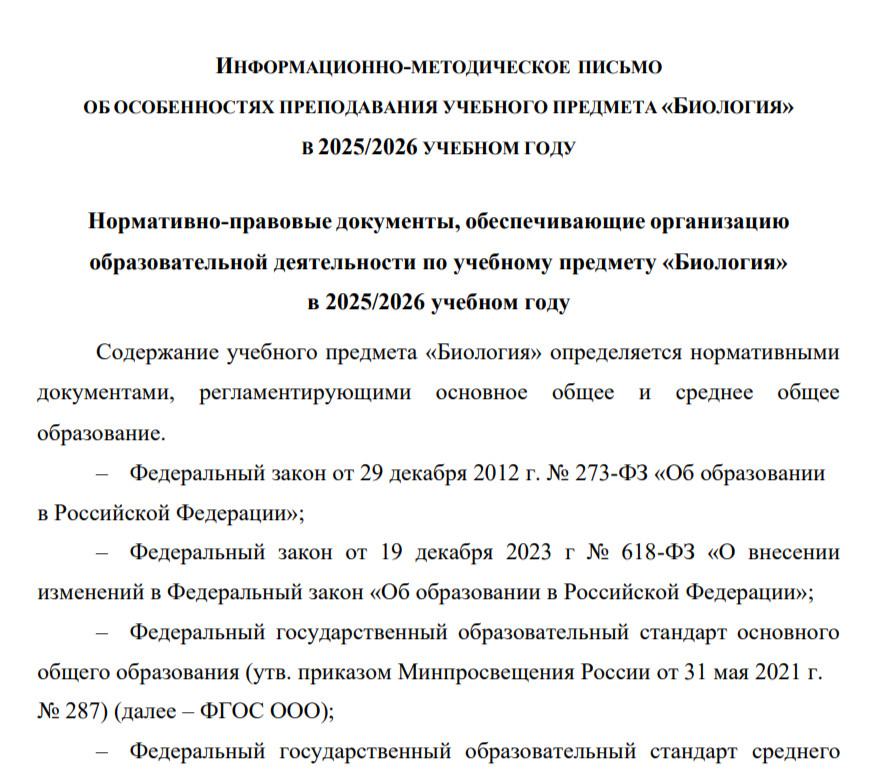 Информационно-методическое письмо
об особенностях преподавания учебного предмета «Биология»
в 2025/2026 учебном году
Нормативно-правовые документы, обеспечивающие организацию
образовательной деятельности по учебному предмету «Биология»
в 2025/2026 учебном году
Содержание учебного предмета «Биология» определяется нормативными
документами, регламентирующими основное общее и среднее общее
образование.
– Федеральный закон от 29 декабря 2012 г. № 273-ФЗ «Об образовании
в Российской Федерации»;
– Федеральный закон от 19 декабря 2023 г № 618-ФЗ «О внесении
изменений в Федеральный закон «Об образовании в Российской Федерации»;
– Федеральный государственный образовательный стандарт основного
общего образования (утв. приказом Минпросвещения России от 31 мая 2021 г.
№ 287) (далее – ФГОС ООО);
– Федеральный государственный образовательный стандарт среднего